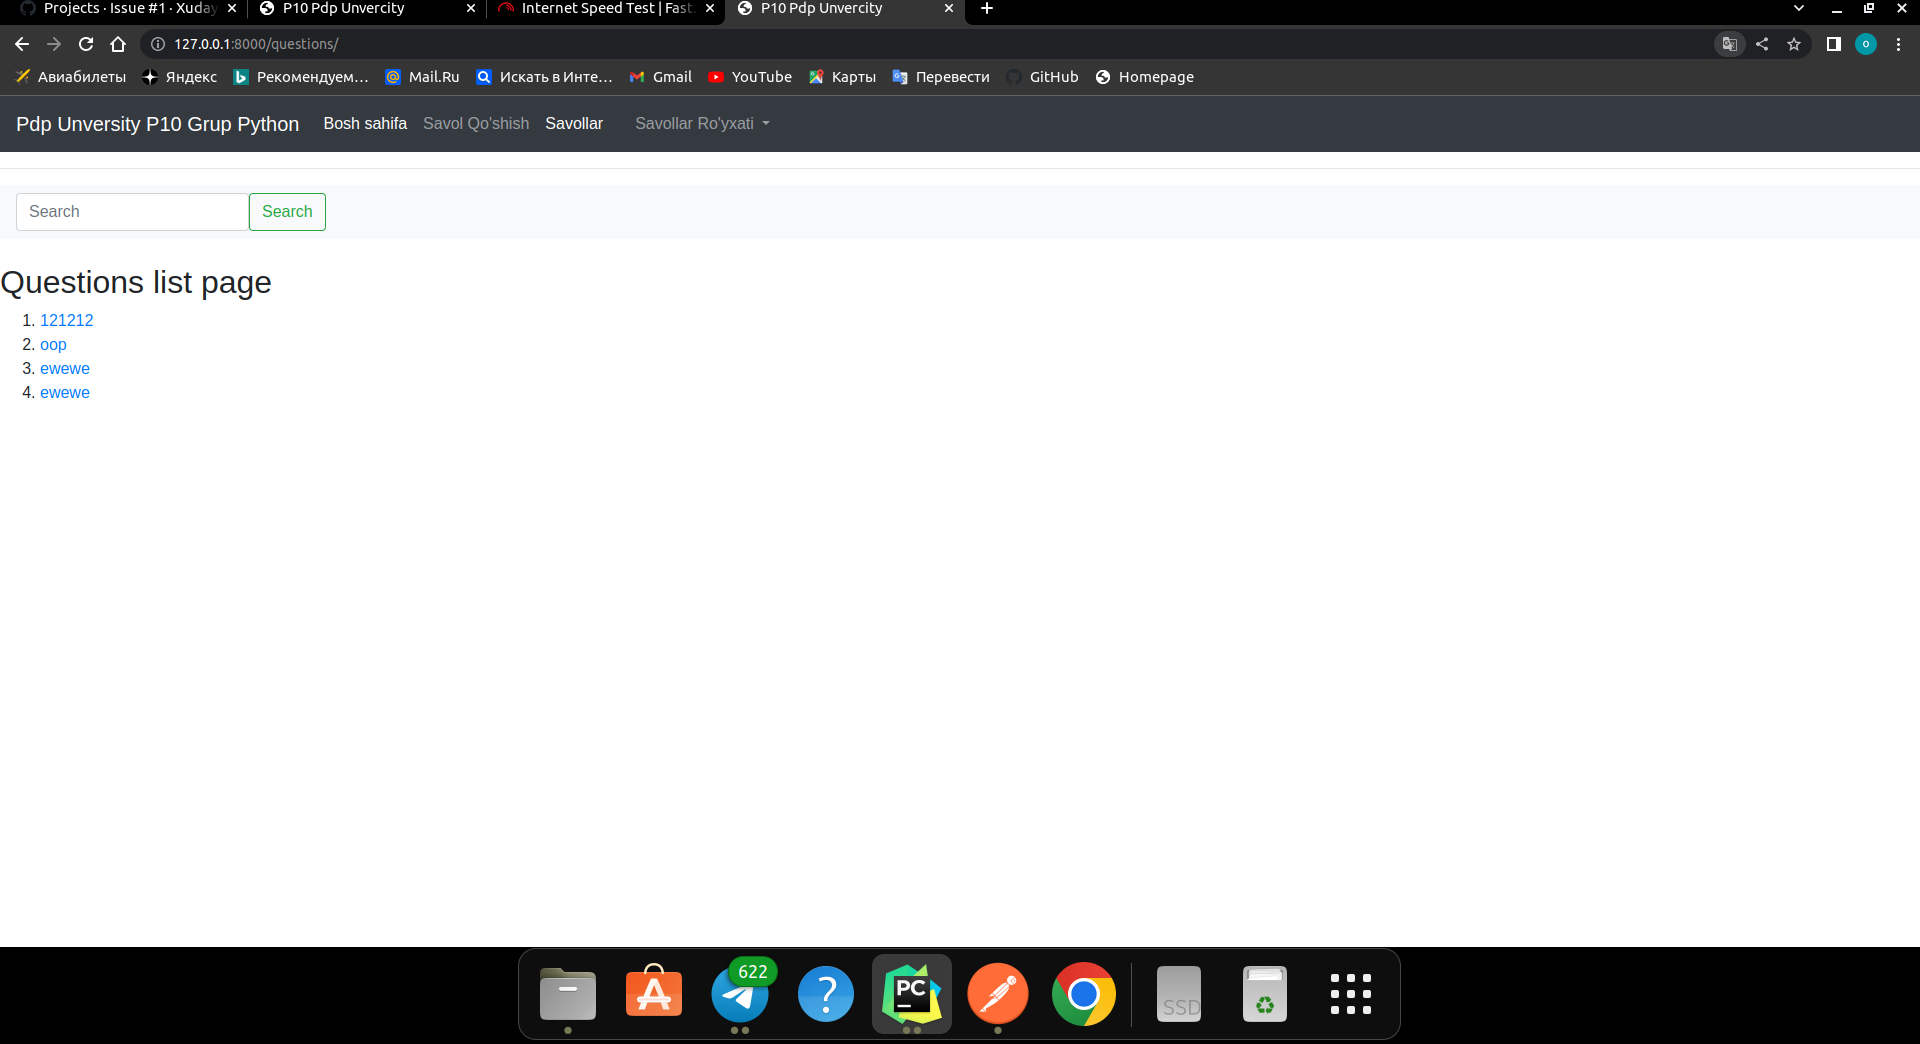 Projects · Issue #1 · Xuday
P10 Pdp Unvercity
Internet Speed Test | Fast.
P10 Pdp Unvercity
127.0.0.1:8000/questions/
o
Авиабилеты
Яндекс
Рекомендуем…
Mail.Ru
Искать в Инте…
Gmail
YouTube
Карты
Перевести
GitHub
Homepage
Pdp Unversity P10 Grup Python
Bosh sahifa
Savol Qo'shish
Savollar
Savollar Ro'yxati
Search
Search
Questions list page
1. 121212
2. oop
3. ewewe
4. ewewe
622
PC
SSD